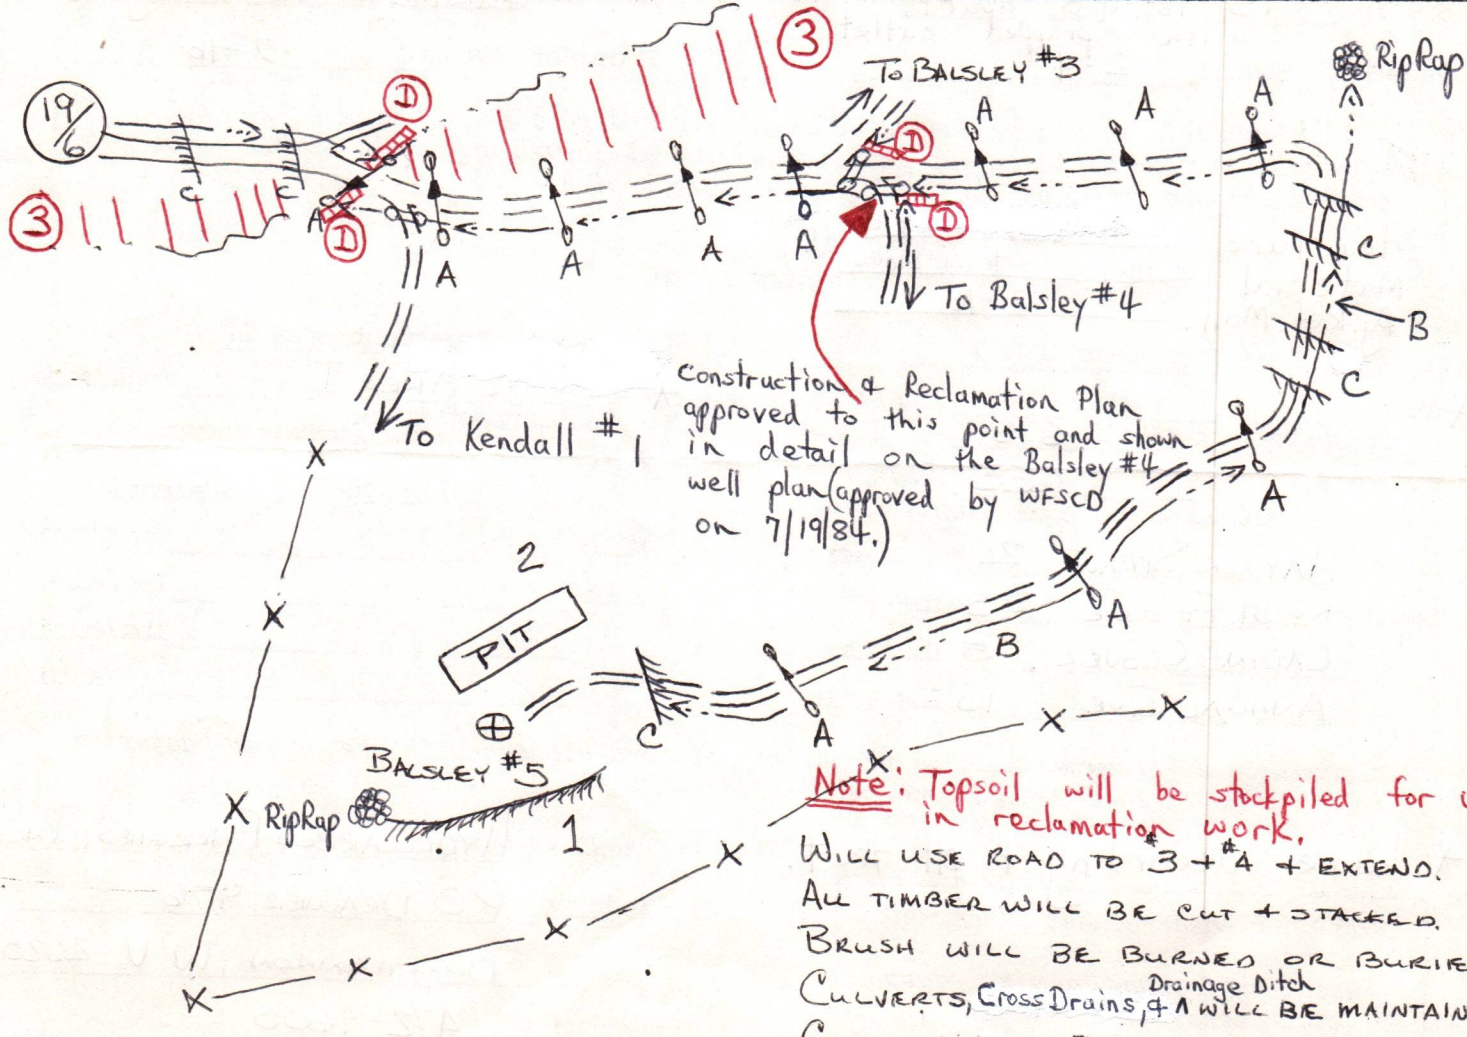 3
To BALSLEY #3
RipRap
19/6
D
A
A
A
D
C
C
3
A
D
D
A
A
A
A
C
To Balsley #4
B
C
Construction & Reclamation Plan
approved to this point and shown
in detail on the Balsley #4
well plan (approved by WFSCD
on 7/19/84.)
To Kendall #1
A
2
PIT
A
B
C
A
BALSLEY #5
RipRap
1
Note: Topsoil will be stockpiled for
in reclamation work.
WILL USE ROAD TO #3 + #4 + EXTEND.
ALL TIMBER WILL BE CUT + STACKED.
BRUSH WILL BE BURNED OR BURIE
Drainage Ditch
CULVERTS, Cross Drains, & ^ WILL BE MAINTAIN